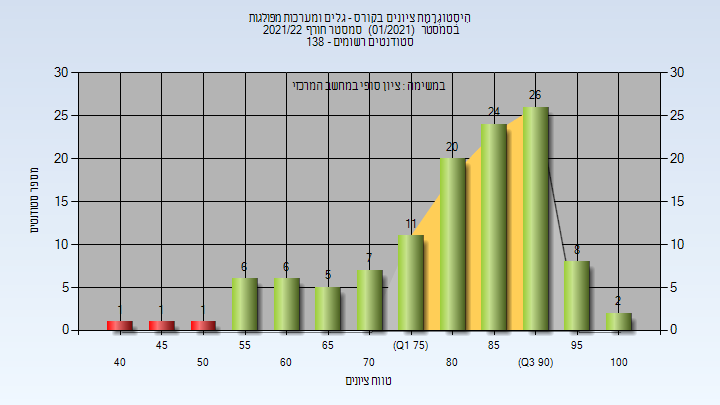 היסטוגרמת ציונים בקורס - גלים ומערכות מפולגות
בסמסטר (01/2021) סמסטר חורף 2021/22
סטודנטים רשומים - 138
במשימה : ציון סופי במחשב המרכזי
מספר סטודנטים
30 25 20 15 10 5 0
30 25 20 15 10 5 0
1 1 1 6 6 5 7 11 20 24 26 8 2
40 45 50 55 60 65 70 (Q1 75) 80 85 (Q3 90) 95 100
טווח ציונים